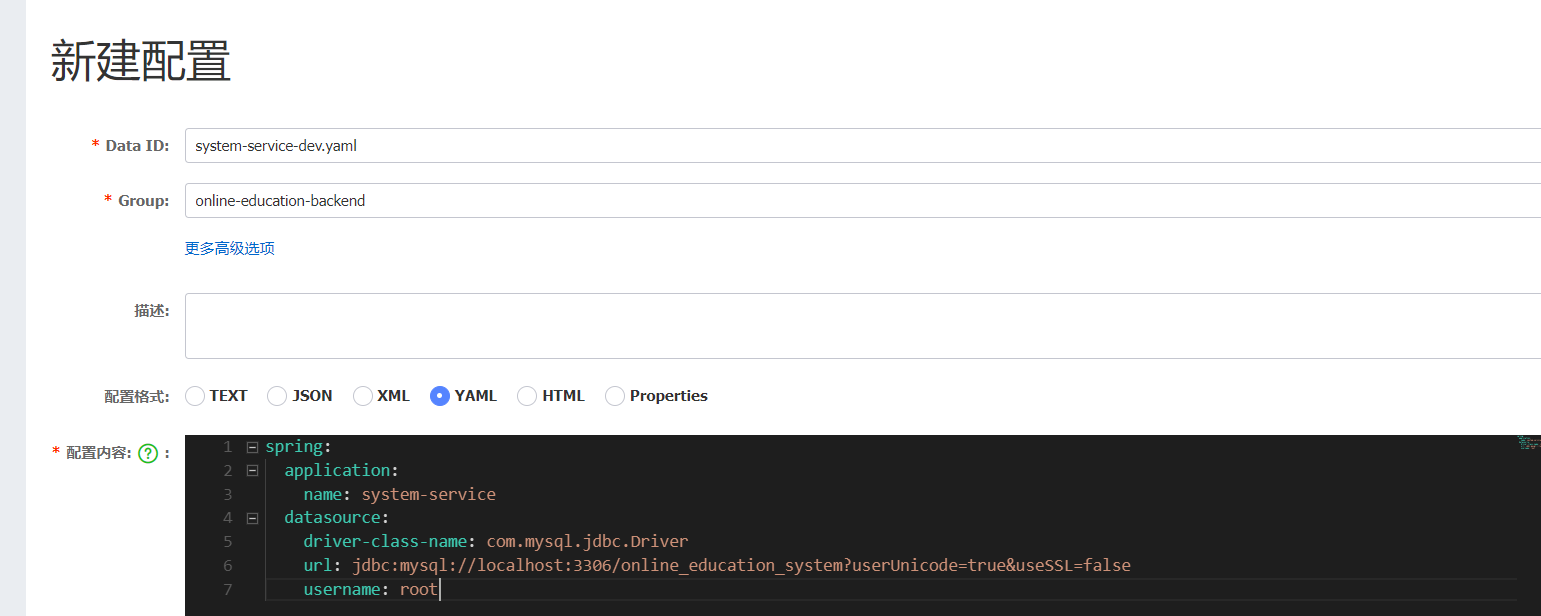 新建配置
* Data ID: system-service-dev.yaml
* Group: online-education-backend
更多高级选项
描述:
配置格式: TEXT JSON XML YAML HTML Properties
* 配置内容: ? :
1 spring:
2 application:
3 name: system-service
4 datasource:
5 driver-class-name: com.mysql.jdbc.Driver
6 url: jdbc:mysql://localhost:3306/online_education_system?userUnicode=true&useSSL=false
7 username: root